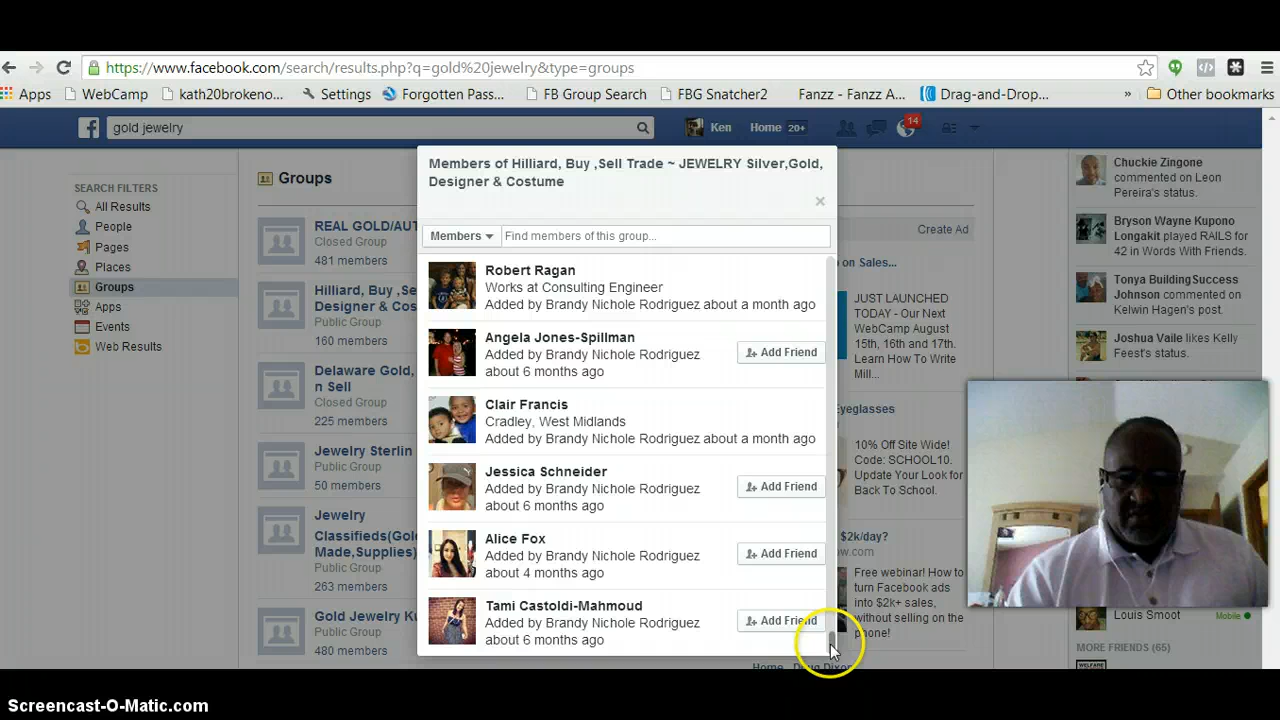 https://www.facebook.com/search/results.php?q=gold%20jewelry&type=groups
Apps WebCamp kath20brokeno... Settings Forgotten Pass... FB Group Search FBG Snatcher2 Fanzz - Fanzz A... Drag-and-Drop... » Other bookmarks
gold jewelry Ken Home 20+ 14
SEARCH FILTERS
All Results
People
Pages
Places
Groups
Apps
Events
Web Results
Groups
REAL GOLD/AUT
Closed Group
481 members
Hilliard, Buy ,Se
Designer & Cos
Public Group
160 members
Delaware Gold,
n Sell
Closed Group
225 members
Jewelry Sterlin
Public Group
50 members
Jewelry
Classifieds(Gol
Made,Supplies)
Public Group
263 members
Gold Jewelry Ku
Public Group
480 members
Members of Hilliard, Buy ,Sell Trade ~ JEWELRY Silver,Gold,
Designer & Costume
×
Members Find members of this group...
Robert Ragan
Works at Consulting Engineer
Added by Brandy Nichole Rodriguez about a month ago
Angela Jones-Spillman
Added by Brandy Nichole Rodriguez
about 6 months ago
Add Friend
Clair Francis
Cradley, West Midlands
Added by Brandy Nichole Rodriguez about a month ago
Jessica Schneider
Added by Brandy Nichole Rodriguez
about 6 months ago
Add Friend
Alice Fox
Added by Brandy Nichole Rodriguez
about 4 months ago
Add Friend
Tami Castoldi-Mahmoud
Added by Brandy Nichole Rodriguez
about 6 months ago
Add Friend
Create Ad
on Sales...
JUST LAUNCHED
TODAY - Our Next
WebCamp August
15th, 16th and 17th.
Learn How To Write
Mill...
Eyeglasses
10% Off Site Wide!
Code: SCHOOL10.
Update Your Look for
Back To School.
$2k/day?
ow.com
Free webinar! How to
turn Facebook ads
into $2k+ sales,
without selling on the
phone!
Home
Chuckie Zingone
commented on Leon
Pereira's status.
Bryson Wayne Kupono
Longakit played RAILS for
42 in Words With Friends.
Tonya BuildingSuccess
Johnson commented on
Kelwin Hagen's post.
Joshua Vaile likes Kelly
Feest's status.
Louis Smoot Mobile
MORE FRIENDS (65)
Screencast-O-Matic.com